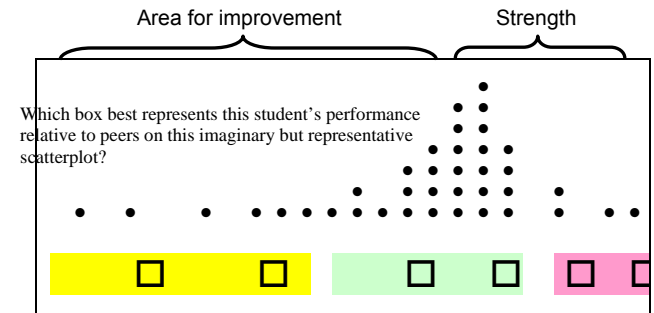 Area for improvement
Strength
Which box best represents this student’s performance
relative to peers on this imaginary but representative
scatterplot?